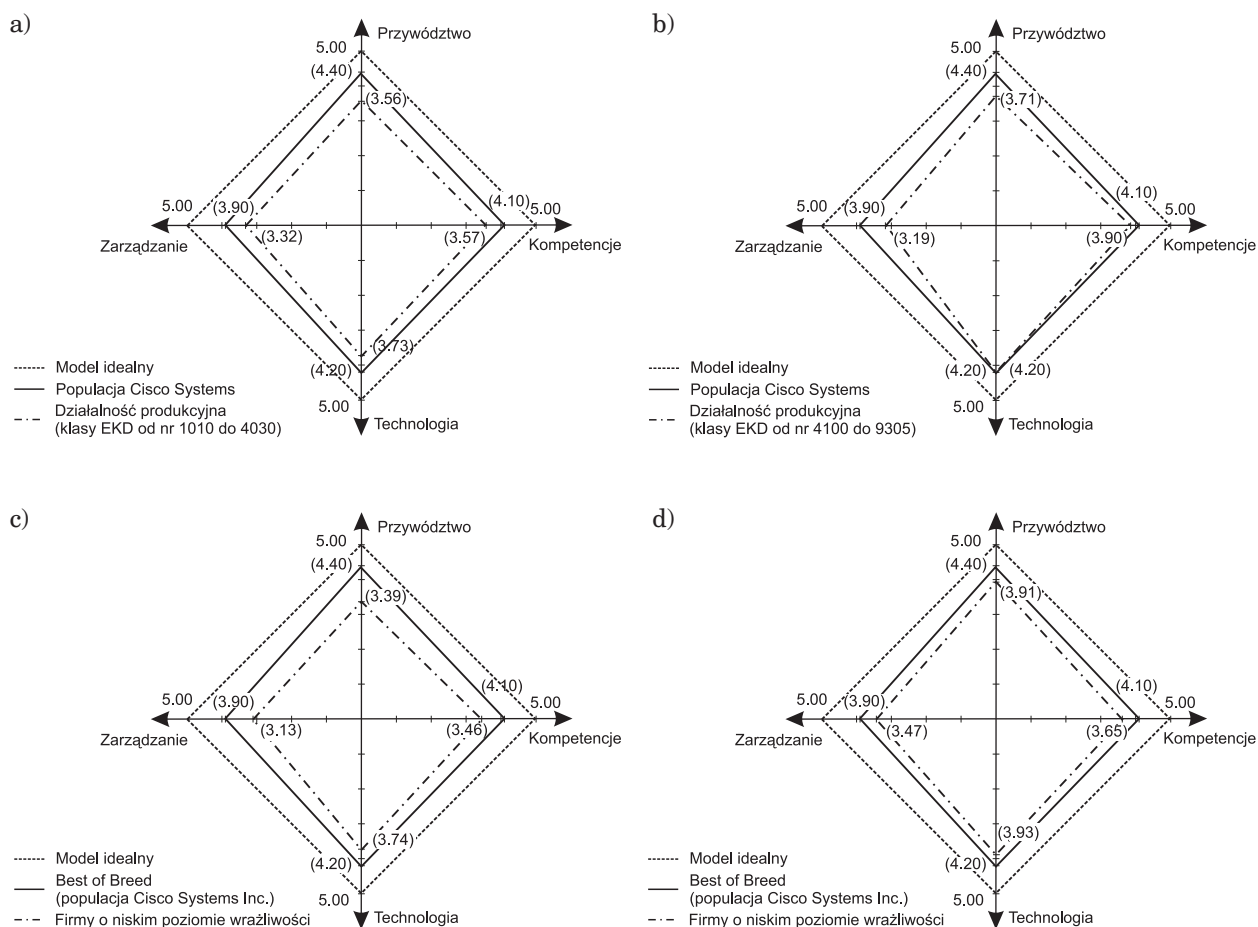 a)
Przywództwo
5.00
(4.40)
(3.56)
5.00
(3.90)
(4.10)
5.00
Zarządzanie
(3.32)
(3.57)
Kompetencje
(3.73)
(4.20)
5.00
Technologia
Model idealny
Populacja Cisco Systems
Działalność produkcyjna
(klasy EKD od nr 1010 do 4030)
b)
Przywództwo
5.00
(4.40)
(3.71)
5.00
(3.90)
(4.10)
5.00
Zarządzanie
(3.19)
(3.90)
Kompetencje
(4.20)
(4.20)
5.00
Technologia
Model idealny
Populacja Cisco Systems
Działalność produkcyjna
(klasy EKD od nr 4100 do 9305)
c)
Przywództwo
5.00
(4.40)
(3.39)
5.00
(3.90)
(4.10)
5.00
Zarządzanie
(3.13)
(3.46)
Kompetencje
(3.74)
(4.20)
5.00
Technologia
Model idealny
Best of Breed
(populacja Cisco Systems Inc.)
Firmy o niskim poziomie wrażliwości
d)
Przywództwo
5.00
(4.40)
(3.91)
5.00
(3.90)
(4.10)
5.00
Zarządzanie
(3.47)
(3.65)
Kompetencje
(3.93)
(4.20)
5.00
Technologia
Model idealny
Best of Breed
(populacja Cisco Systems Inc.)
Firmy o niskim poziomie wrażliwości